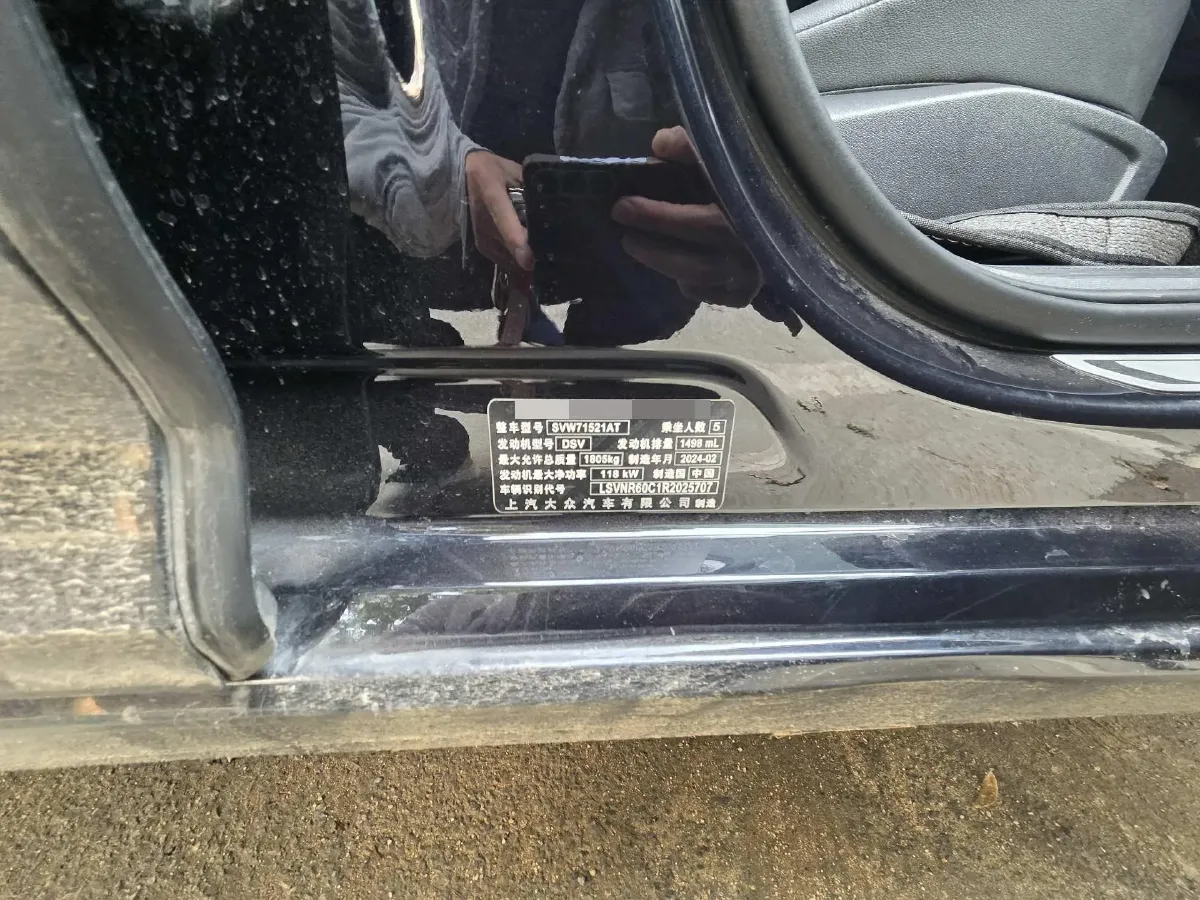 整车型号 SVW71521AT 乘坐人数 5
发动机型号 DSV 发动机排量 1498 mL
最大允许总质量 1805kg 制造年月 2024-02
发动机最大净功率 118 kW 制造国 中国
车辆识别代号 LSVNR60C1R2025707
上汽大众汽车有限公司 制造